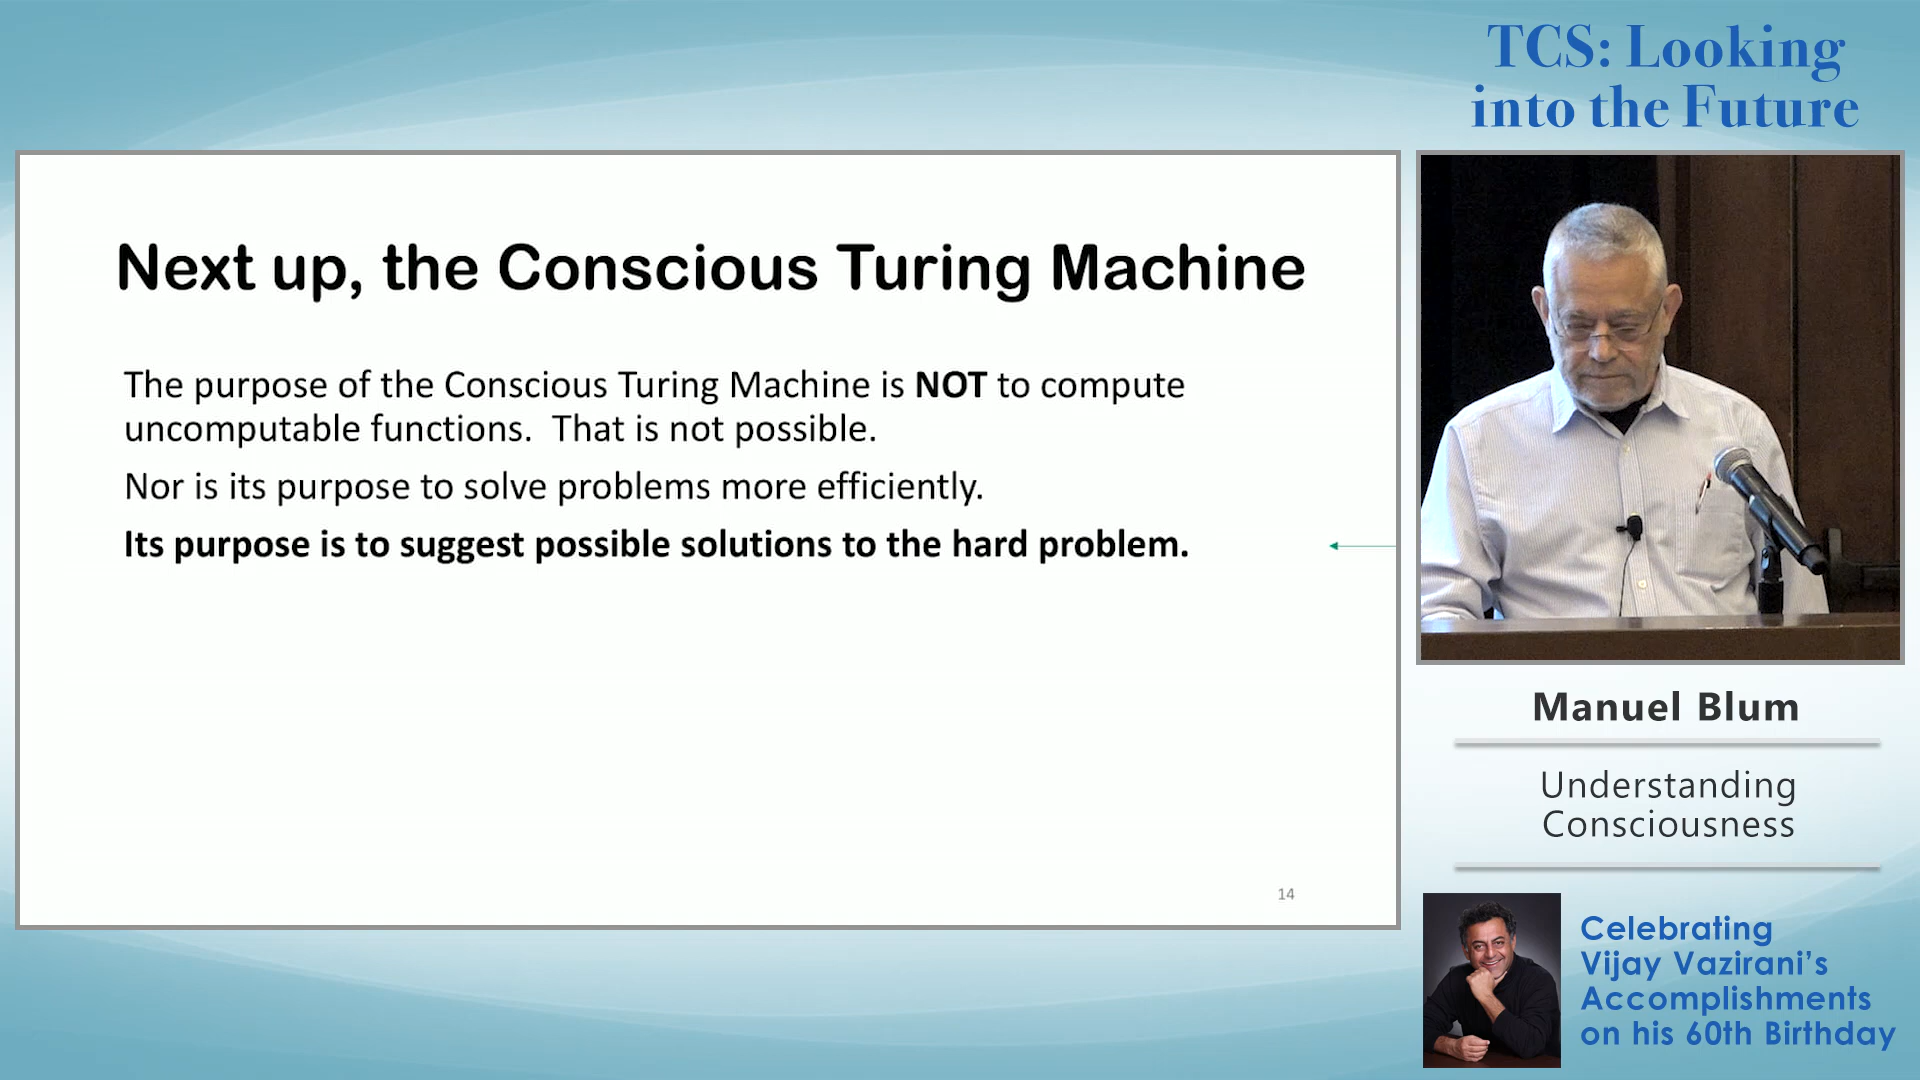 TCS: Looking
into the Future
Next up, the Conscious Turing Machine
The purpose of the Conscious Turing Machine is NOT to compute
uncomputable functions.  That is not possible.
Nor is its purpose to solve problems more efficiently.
Its purpose is to suggest possible solutions to the hard problem.
14
Manuel Blum
Understanding
Consciousness
Celebrating
Vijay Vazirani’s
Accomplishments
on his 60th Birthday